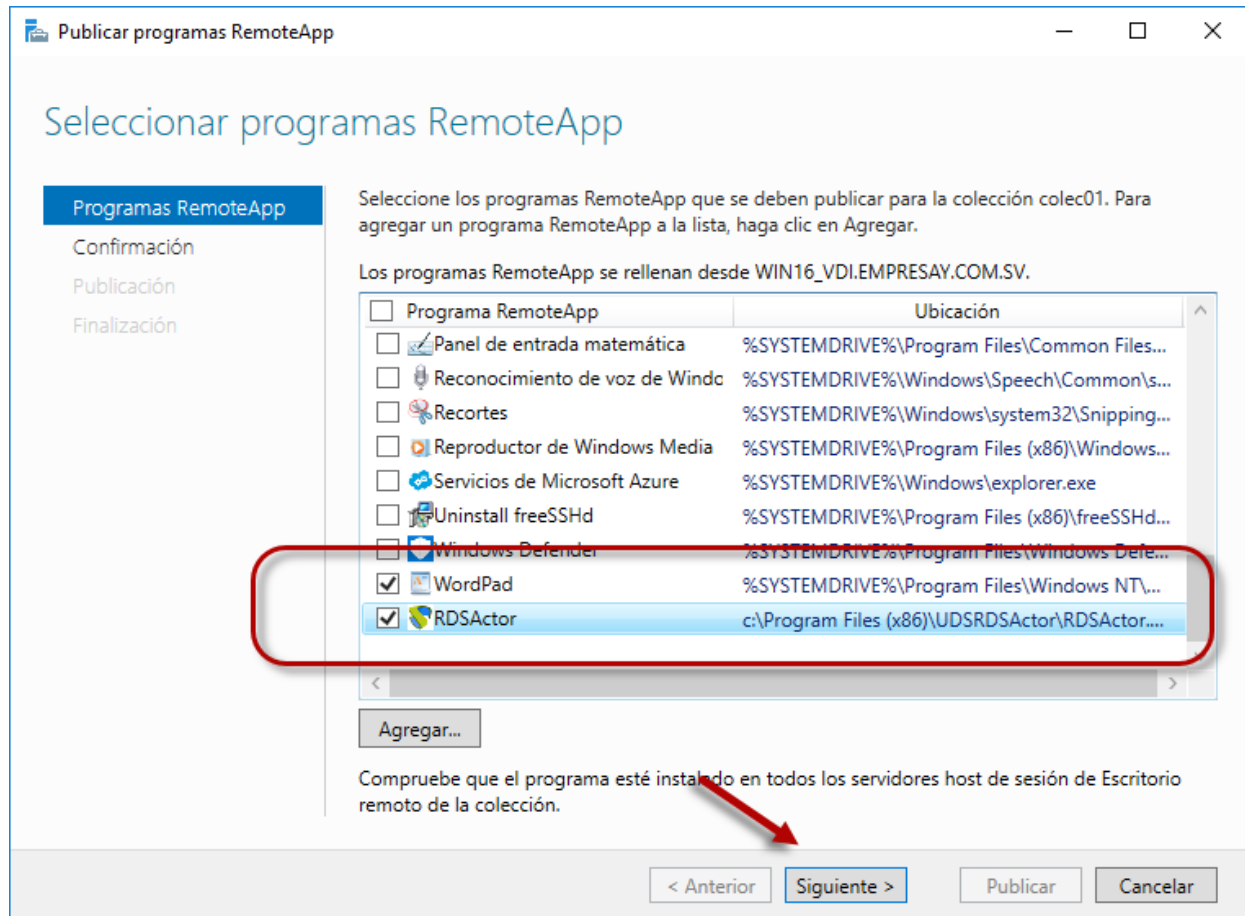 Publicar programas RemoteApp
Seleccionar programas RemoteApp
Programas RemoteApp
Confirmación
Publicación
Finalización
Seleccione los programas RemoteApp que se deben publicar para la colección colec01. Para
agregar un programa RemoteApp a la lista, haga clic en Agregar.
Los programas RemoteApp se rellenan desde WIN16_VDI.EMPRESAY.COM.SV.
Programa RemoteApp Ubicación
Panel de entrada matemática %SYSTEMDRIVE%\Program Files\Common Files...
Reconocimiento de voz de Windo %SYSTEMDRIVE%\Windows\Speech\Common\s...
Recortes %SYSTEMDRIVE%\Windows\system32\Snipping...
Reproductor de Windows Media %SYSTEMDRIVE%\Program Files (x86)\Windows...
Servicios de Microsoft Azure %SYSTEMDRIVE%\Windows\explorer.exe
Uninstall freeSSHd %SYSTEMDRIVE%\Program Files (x86)\freeSSHd...
Windows Defender %SYSTEMDRIVE%\Program Files\Windows Defe...
WordPad %SYSTEMDRIVE%\Program Files\Windows NT\...
RDSActor c:\Program Files (x86)\UDSRDSActor\RDSActor....
Agregar...
Compruebe que el programa esté instalado en todos los servidores host de sesión de Escritorio
remoto de la colección.
< Anterior Siguiente > Publicar Cancelar